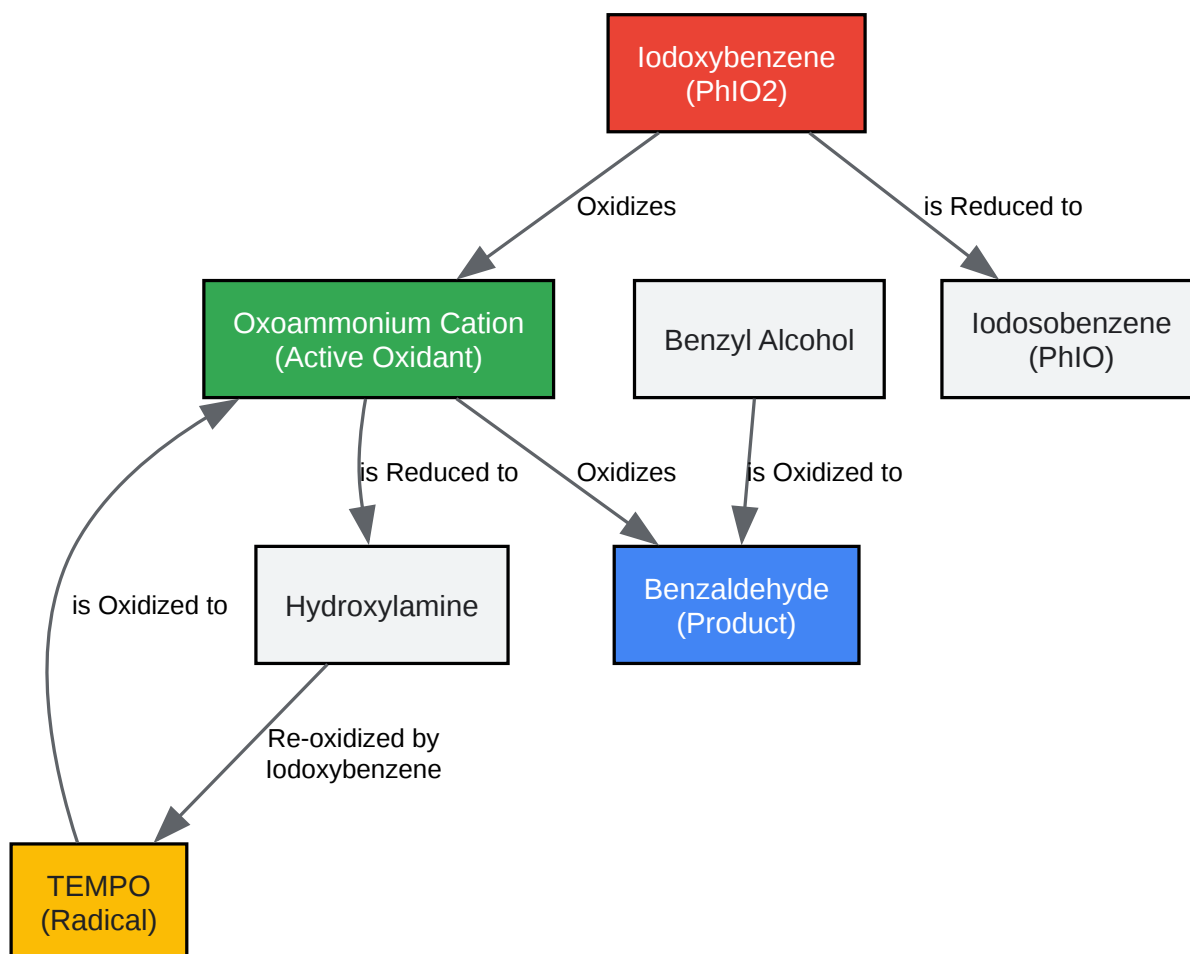 Iodoxybenzene
(PhIO2)
Oxidizes
is Reduced to
Oxoammonium Cation
(Active Oxidant)
Benzyl Alcohol
Iodosobenzene
(PhIO)
is Reduced to
Oxidizes
is Oxidized to
is Oxidized to
Hydroxylamine
Benzaldehyde
(Product)
Re-oxidized by
Iodoxybenzene
TEMPO
(Radical)